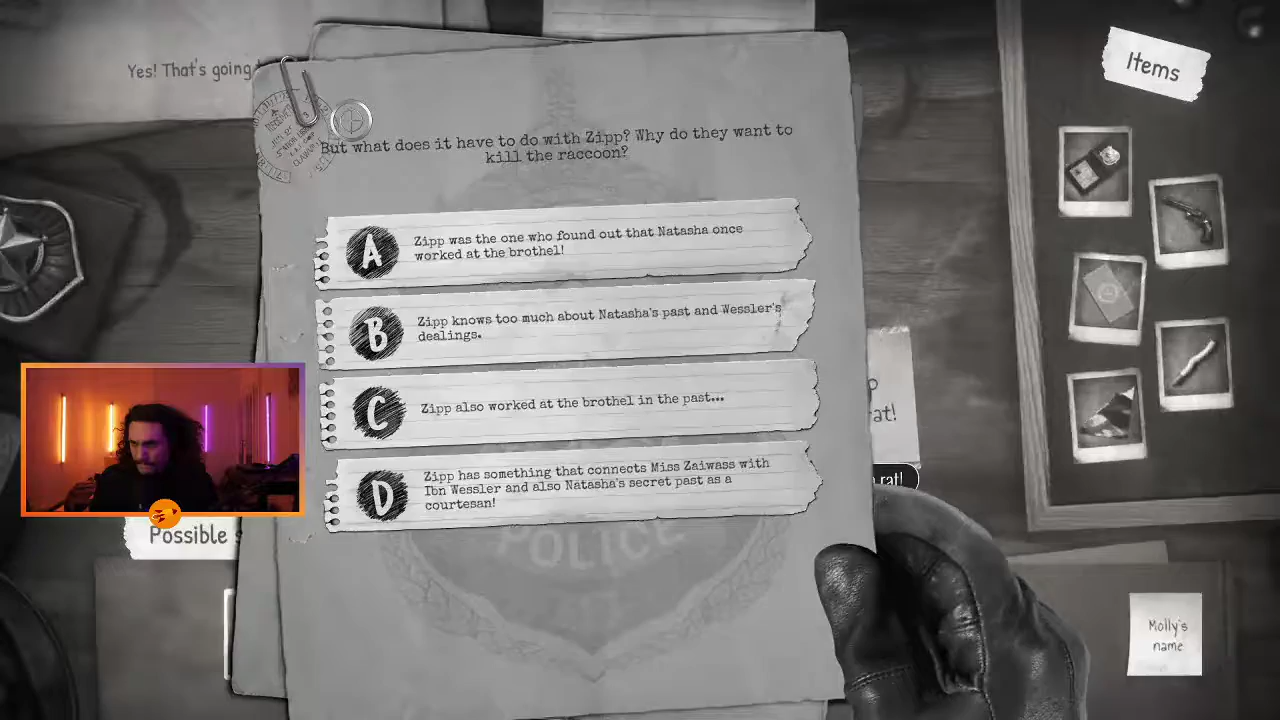 Yes! That's going
Items
But what does it have to do with Zipp? Why do they want to
kill the raccoon?
A
Zipp was the one who found out that Natasha once
worked at the brothel!
B
Zipp knows too much about Natasha's past and Wessler's
dealings.
C
Zipp also worked at the brothel in the past...
D
Zipp has something that connects Miss Zaiwass with
Ibn Wessler and also Natasha's secret past as a
courtesan!
rat!
rat!
Possible
POLICE
Molly's
name